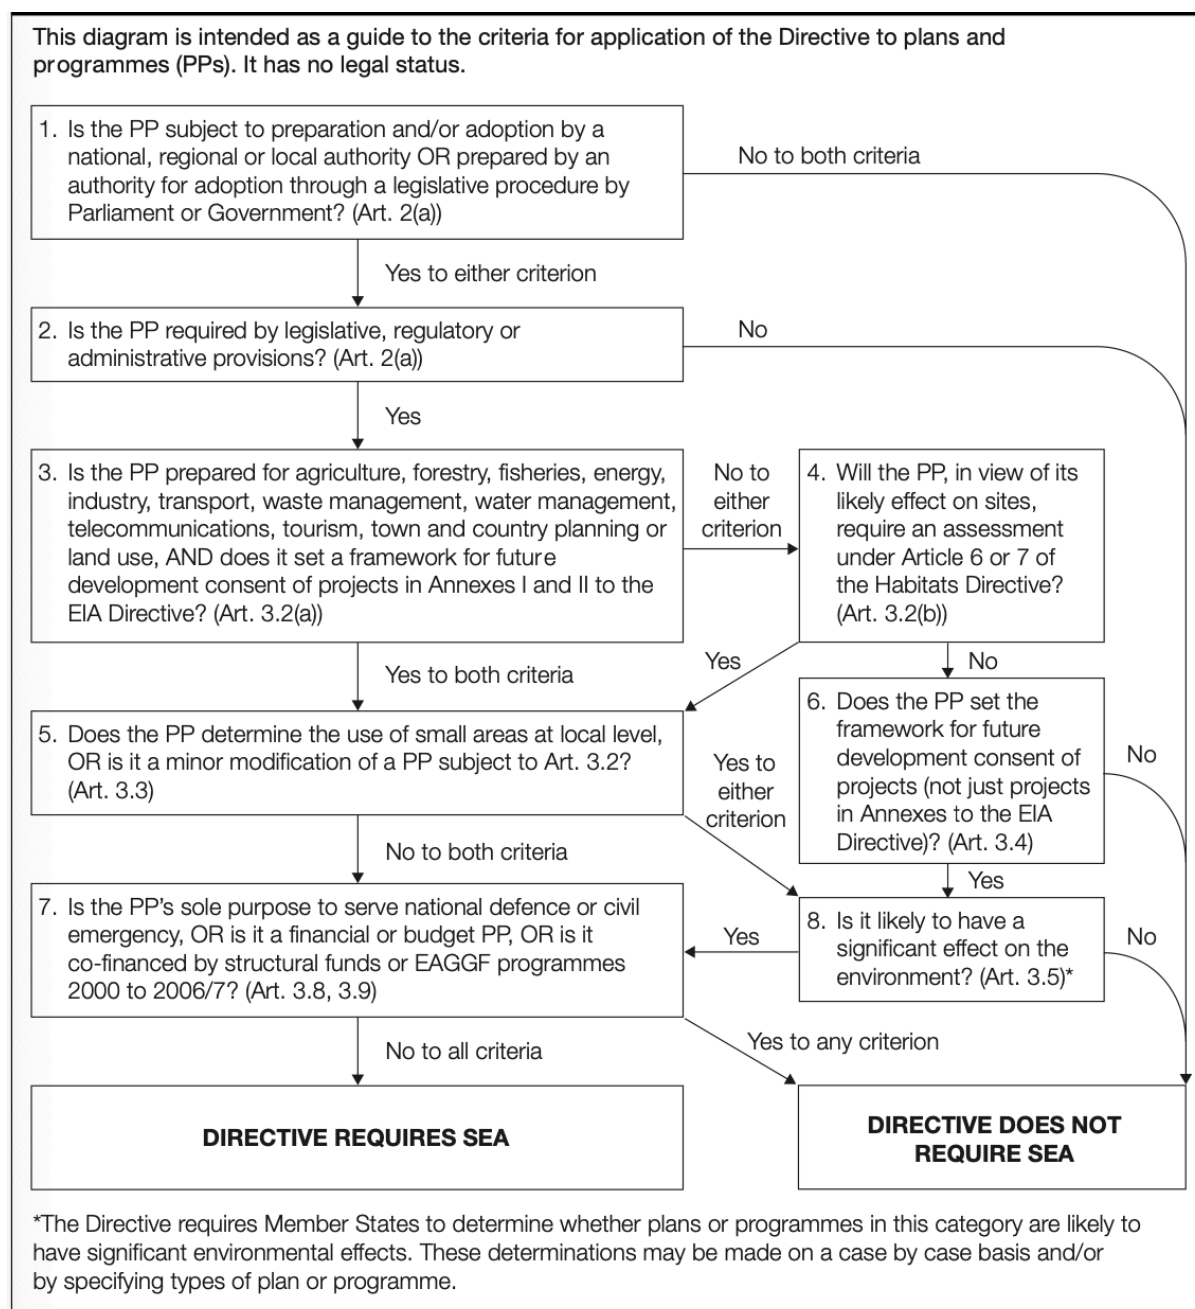 This diagram is intended as a guide to the criteria for application of the Directive to plans and
programmes (PPs). It has no legal status.
1. Is the PP subject to preparation and/or adoption by a
national, regional or local authority OR prepared by an
authority for adoption through a legislative procedure by
Parliament or Government? (Art. 2(a))
No to both criteria
Yes to either criterion
2. Is the PP required by legislative, regulatory or
administrative provisions? (Art. 2(a))
No
Yes
3. Is the PP prepared for agriculture, forestry, fisheries, energy,
industry, transport, waste management, water management,
telecommunications, tourism, town and country planning or
land use, AND does it set a framework for future
development consent of projects in Annexes I and II to the
EIA Directive? (Art. 3.2(a))
No to
either
criterion
4. Will the PP, in view of its
likely effect on sites,
require an assessment
under Article 6 or 7 of
the Habitats Directive?
(Art. 3.2(b))
Yes to both criteria
Yes
No
5. Does the PP determine the use of small areas at local level,
OR is it a minor modification of a PP subject to Art. 3.2?
(Art. 3.3)
Yes to
either
criterion
6. Does the PP set the
framework for future
development consent of
projects (not just projects
in Annexes to the EIA
Directive)? (Art. 3.4)
No
No to both criteria
Yes
7. Is the PP's sole purpose to serve national defence or civil
emergency, OR is it a financial or budget PP, OR is it
co-financed by structural funds or EAGGF programmes
2000 to 2006/7? (Art. 3.8, 3.9)
Yes
8. Is it likely to have a
significant effect on the
environment? (Art. 3.5)*
No
No to all criteria
Yes to any criterion
DIRECTIVE REQUIRES SEA
DIRECTIVE DOES NOT
REQUIRE SEA
*The Directive requires Member States to determine whether plans or programmes in this category are likely to
have significant environmental effects. These determinations may be made on a case by case basis and/or
by specifying types of plan or programme.